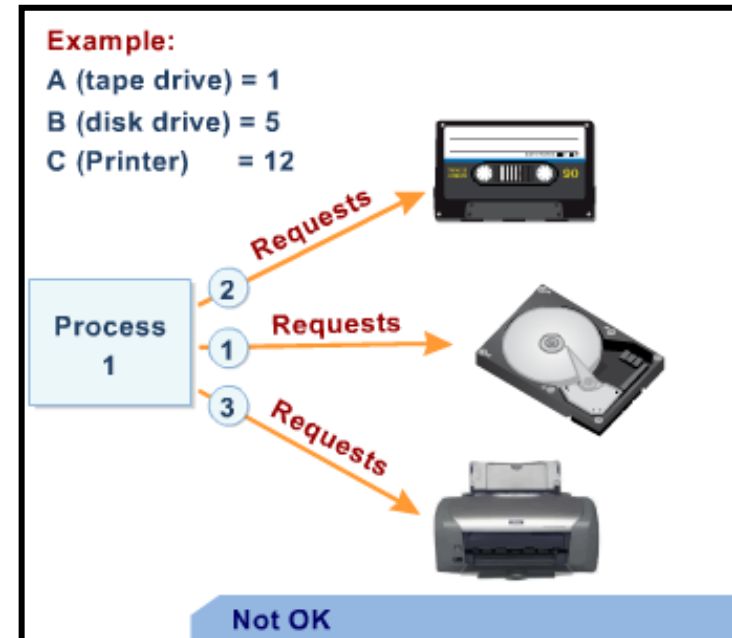 Example:
A (tape drive) = 1
B (disk drive) = 5
C (Printer) = 12
90
Requests
2
Process
1
1
Requests
3
Requests
Not OK